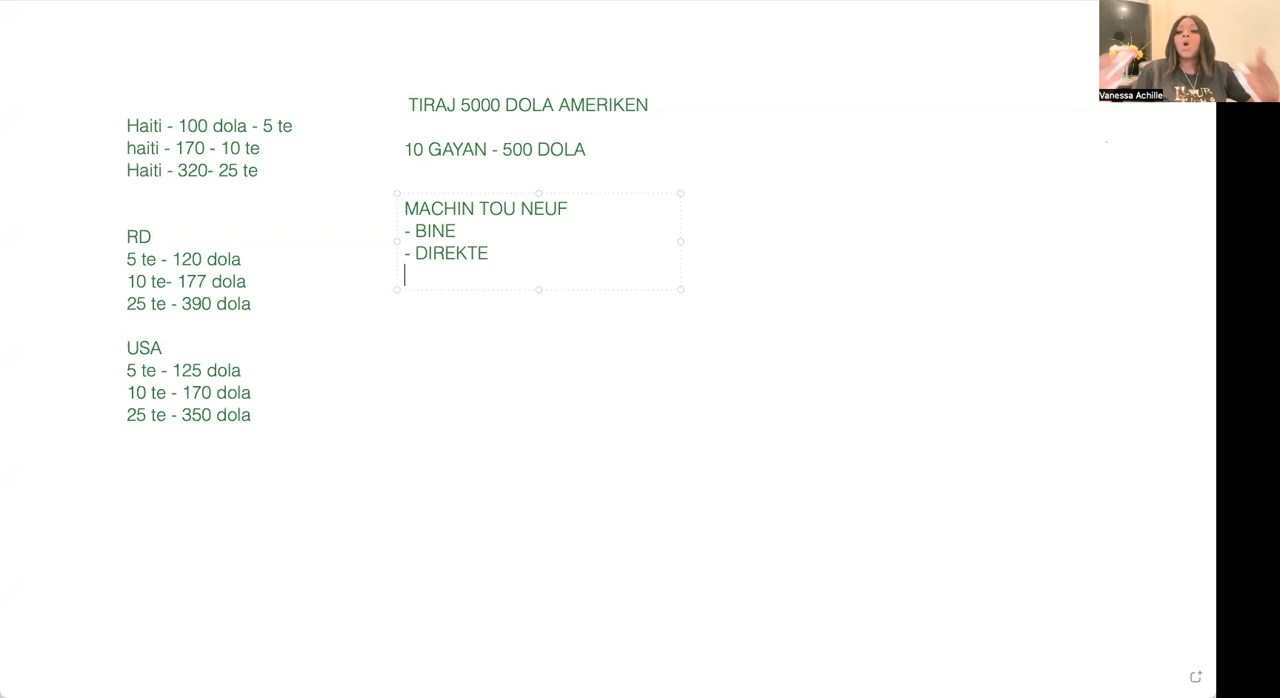 Haiti - 100 dola - 5 te
haiti - 170 - 10 te
Haiti - 320- 25 te
RD
5 te - 120 dola
10 te- 177 dola
25 te - 390 dola
USA
5 te - 125 dola
10 te - 170 dola
25 te - 350 dola
TIRAJ 5000 DOLA AMERIKEN
10 GAYAN - 500 DOLA
MACHIN TOU NEUF
- BINE
- DIREKTE
Vanessa Achille